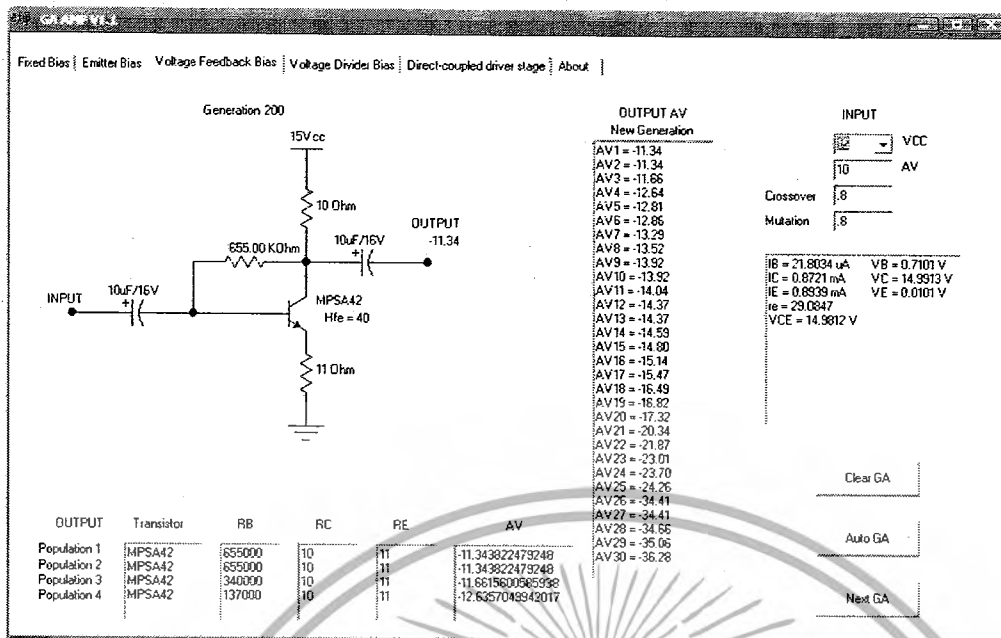 GA AMP V1.1
Fixed Bias | Emitter Bias | Voltage Feedback Bias | Voltage Divider Bias | Direct-coupled driver stage | About
Generation 200
15Vcc
10 Ohm
655.00 KOhm
10uF/16V
OUTPUT
-11.34
INPUT
10uF/16V
MPSA42
Hfe = 40
11 Ohm
OUTPUT AV
New Generation
AV1 = -11.34
AV2 = -11.34
AV3 = -11.66
AV4 = -12.64
AV5 = -12.81
AV6 = -12.86
AV7 = -13.29
AV8 = -13.52
AV9 = -13.92
AV10 = -13.92
AV11 = -14.04
AV12 = -14.37
AV13 = -14.37
AV14 = -14.59
AV15 = -14.80
AV16 = -15.14
AV17 = -15.47
AV18 = -16.49
AV19 = -16.82
AV20 = -17.32
AV21 = -20.34
AV22 = -21.87
AV23 = -23.01
AV24 = -23.70
AV25 = -24.26
AV26 = -34.41
AV27 = -34.41
AV28 = -34.66
AV29 = -35.06
AV30 = -36.28
INPUT
VCC
10 AV
Crossover .8
Mutation .8
IB = 21.8034 uA VB = 0.7101 V
IC = 0.8721 mA VC = 14.9913 V
IE = 0.8939 mA VE = 0.0101 V
re = 29.0847
VCE = 14.9812 V
Clear GA
Auto GA
Next GA
OUTPUT Transistor RB RC RE AV
Population 1 MPSA42 655000 10 11 -11.343822479248
Population 2 MPSA42 655000 10 11 -11.343822479248
Population 3 MPSA42 340000 10 11 -11.6615600585938
Population 4 MPSA42 137000 10 11 -12.6357049942017